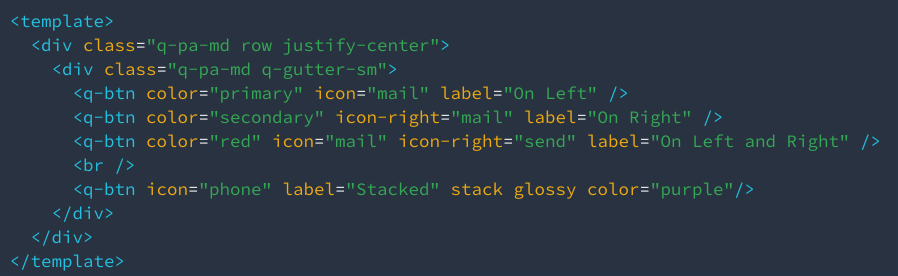 <template>
  <div class="q-pa-md row justify-center">
    <div class="q-pa-md q-gutter-sm">
      <q-btn color="primary" icon="mail" label="On Left" />
      <q-btn color="secondary" icon-right="mail" label="On Right" />
      <q-btn color="red" icon="mail" icon-right="send" label="On Left and Right" />
      <br />
      <q-btn icon="phone" label="Stacked" stack glossy color="purple"/>
    </div>
  </div>
</template>